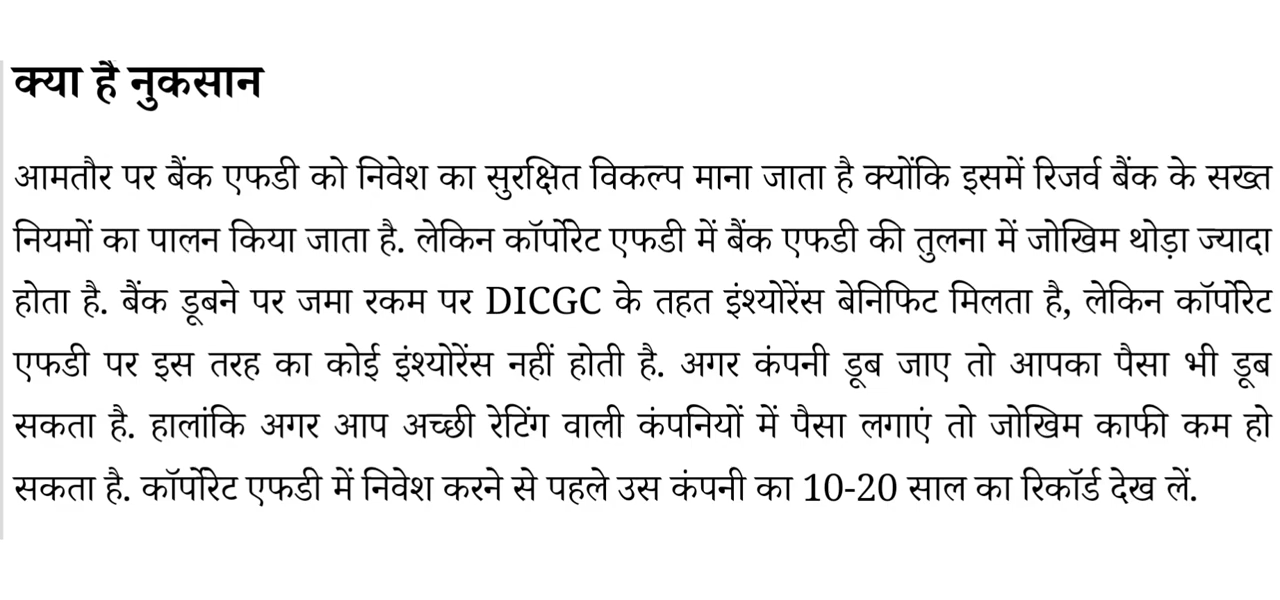 क्या है नुकसान
आमतौर पर बैंक एफडी को निवेश का सुरक्षित विकल्प माना जाता है क्योंकि इसमें रिजर्व बैंक के सख्त
नियमों का पालन किया जाता है. लेकिन कॉर्पोरेट एफडी में बैंक एफडी की तुलना में जोखिम थोड़ा ज्यादा
होता है. बैंक डूबने पर जमा रकम पर DICGC के तहत इंश्योरेंस बेनिफिट मिलता है, लेकिन कॉर्पोरेट
एफडी पर इस तरह का कोई इंश्योरेंस नहीं होती है. अगर कंपनी डूब जाए तो आपका पैसा भी डूब
सकता है. हालांकि अगर आप अच्छी रेटिंग वाली कंपनियों में पैसा लगाएं तो जोखिम काफी कम हो
सकता है. कॉर्पोरेट एफडी में निवेश करने से पहले उस कंपनी का 10-20 साल का रिकॉर्ड देख लें.